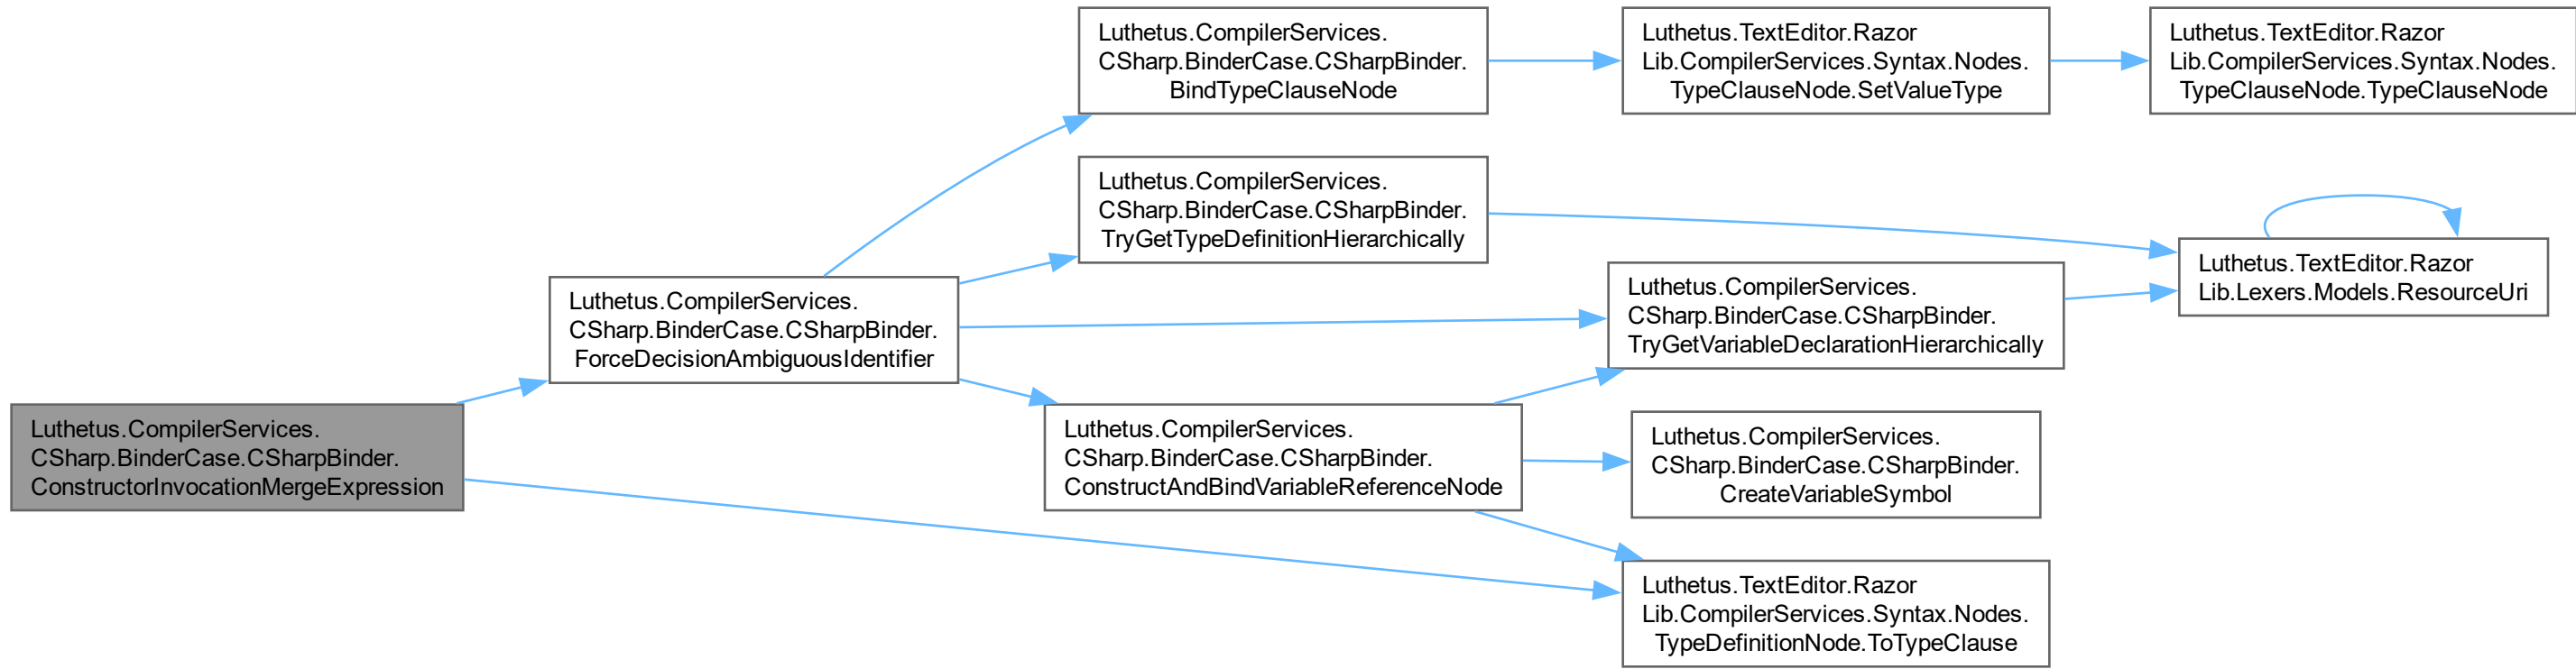 Luthetus.CompilerServices.
CSharp.BinderCase.CSharpBinder.
ConstructorInvocationMergeExpression
Luthetus.CompilerServices.
CSharp.BinderCase.CSharpBinder.
ForceDecisionAmbiguousIdentifier
Luthetus.CompilerServices.
CSharp.BinderCase.CSharpBinder.
BindTypeClauseNode
Luthetus.TextEditor.Razor
Lib.CompilerServices.Syntax.Nodes.
TypeClauseNode.SetValueType
Luthetus.TextEditor.Razor
Lib.CompilerServices.Syntax.Nodes.
TypeClauseNode.TypeClauseNode
Luthetus.CompilerServices.
CSharp.BinderCase.CSharpBinder.
TryGetTypeDefinitionHierarchically
Luthetus.TextEditor.Razor
Lib.Lexers.Models.ResourceUri
Luthetus.CompilerServices.
CSharp.BinderCase.CSharpBinder.
TryGetVariableDeclarationHierarchically
Luthetus.CompilerServices.
CSharp.BinderCase.CSharpBinder.
ConstructAndBindVariableReferenceNode
Luthetus.CompilerServices.
CSharp.BinderCase.CSharpBinder.
CreateVariableSymbol
Luthetus.TextEditor.Razor
Lib.CompilerServices.Syntax.Nodes.
TypeDefinitionNode.ToTypeClause